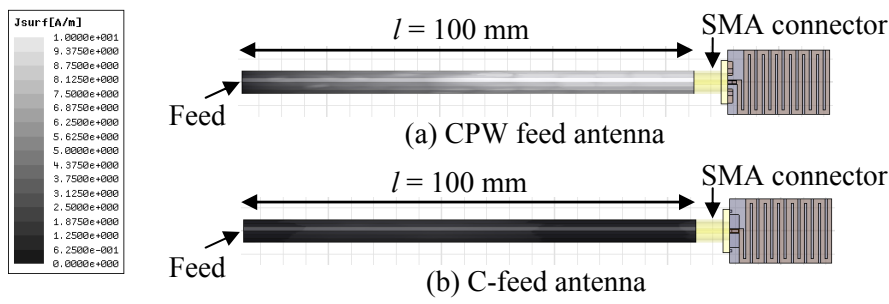 Jsurf[A/m]
1.0000e+001
9.3750e+000
8.7500e+000
8.1250e+000
7.5000e+000
6.8750e+000
6.2500e+000
5.6250e+000
5.0000e+000
4.3750e+000
3.7500e+000
3.1250e+000
2.5000e+000
1.8750e+000
1.2500e+000
6.2500e-001
0.0000e+000
l = 100 mm
SMA connector
Feed
(a) CPW feed antenna
l = 100 mm
SMA connector
Feed
(b) C-feed antenna